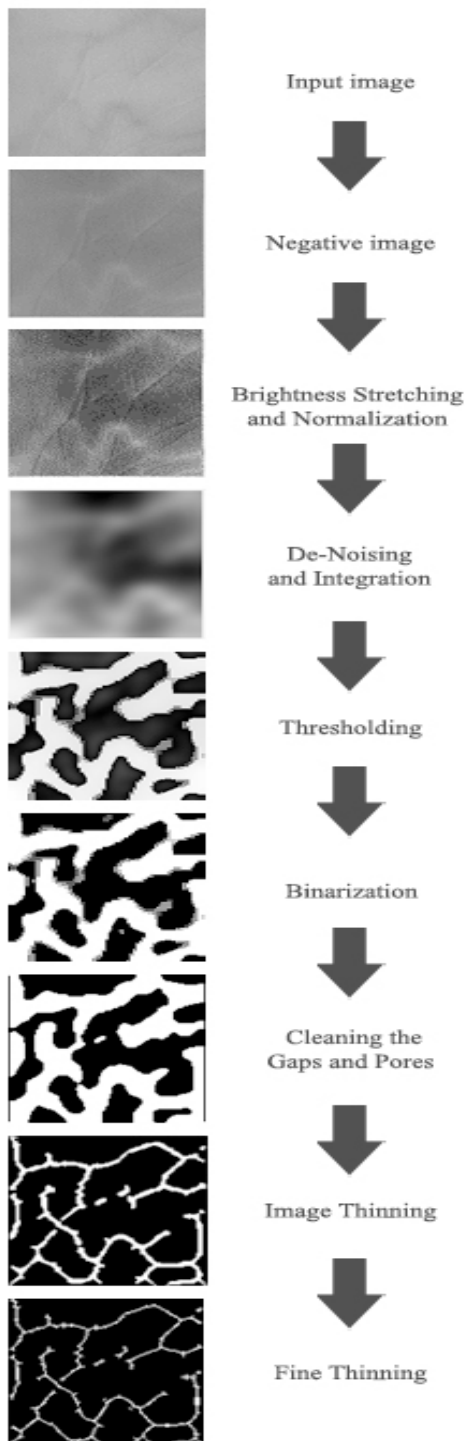 Input image
Negative image
Brightness Stretching
and Normalization
De-Noising
and Integration
Thresholding
Binarization
Cleaning the
Gaps and Pores
Image Thinning
Fine Thinning